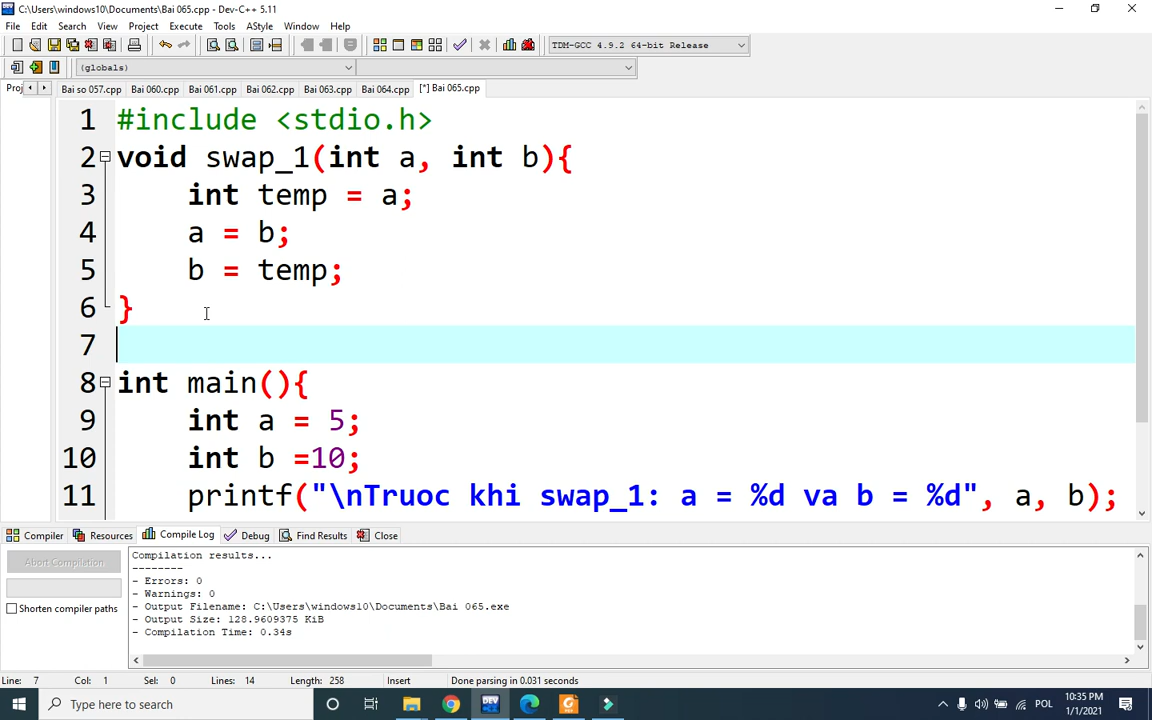 C:\Users\windows10\Documents\Bai 065.cpp - Dev-C++ 5.11
File Edit Search View Project Execute Tools AStyle Window Help
TDM-GCC 4.9.2 64-bit Release
(globals)
Proj Bai so 057.cpp Bai 060.cpp Bai 061.cpp Bai 062.cpp Bai 063.cpp Bai 064.cpp [*] Bai 065.cpp
1 #include <stdio.h>
2 void swap_1(int a, int b){
3 int temp = a;
4 a = b;
5 b = temp;
6 }
7
8 int main(){
9 int a = 5;
10 int b =10;
11 printf("\nTruoc khi swap_1: a = %d va b = %d", a, b);
Compiler Resources Compile Log Debug Find Results Close
Abort Compilation
Shorten compiler paths
Compilation results...
--------
- Errors: 0
- Warnings: 0
- Output Filename: C:\Users\windows10\Documents\Bai 065.exe
- Output Size: 128.9609375 KiB
- Compilation Time: 0.34s
Line: 7 Col: 1 Sel: 0 Lines: 14 Length: 258 Insert Done parsing in 0.031 seconds
Type here to search
DEV
POL
10:35 PM
1/1/2021